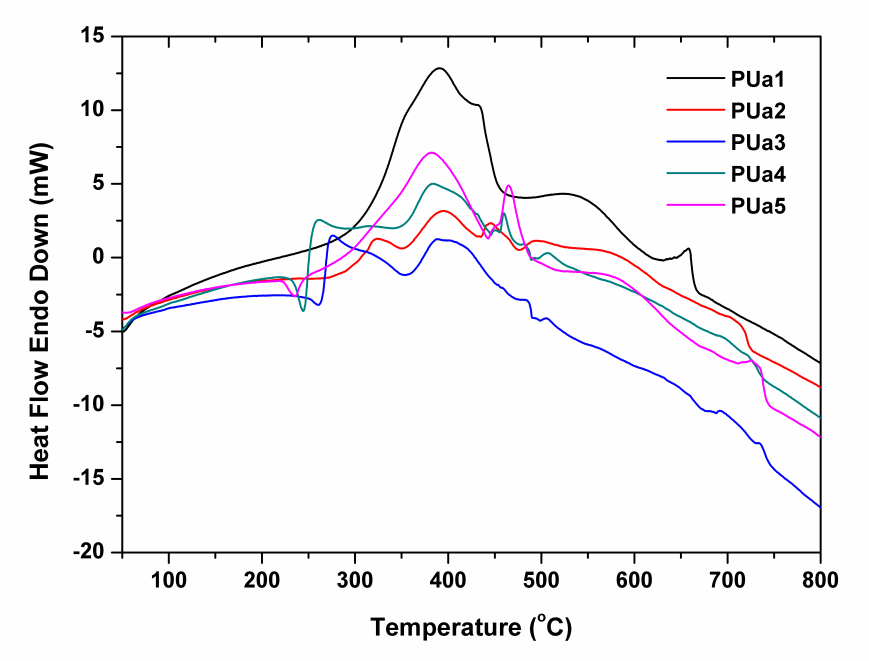 15
10
5
0
-5
-10
-15
-20
Heat Flow Endo Down (mW)
PUa1
PUa2
PUa3
PUa4
PUa5
100 200 300 400 500 600 700 800
Temperature (°C)